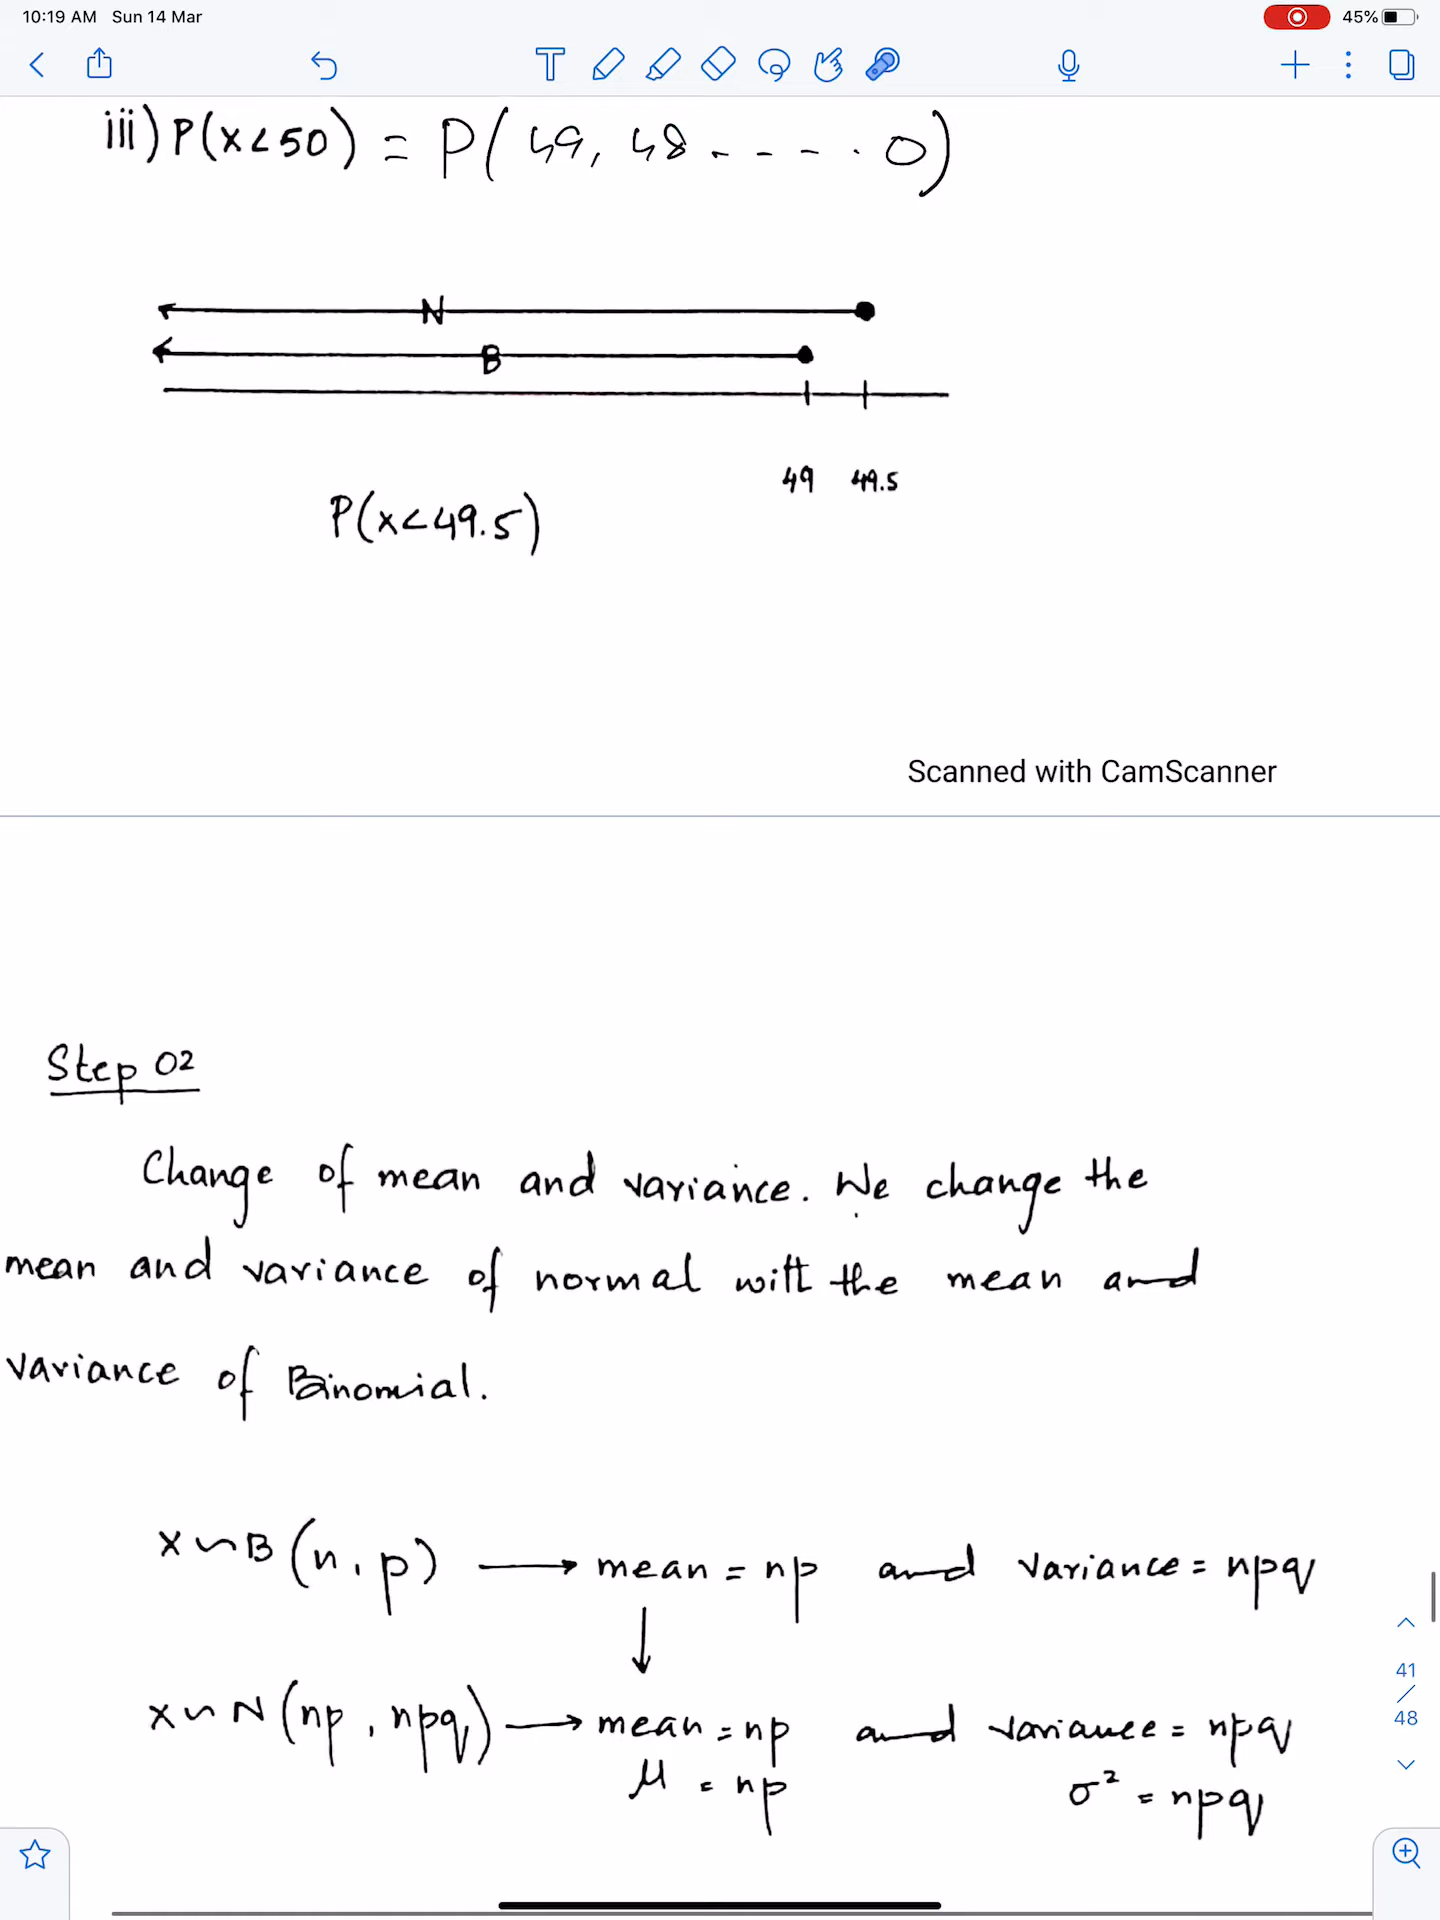 10:19 AM Sun 14 Mar 45%
iii) P(x<50) = P( 49, 48 - - - - . 0)
N
B
49 49.5
P(x<49.5)
Scanned with CamScanner
Step 02
Change of mean and variance. We change the
mean and variance of normal with the mean and
variance of Binomial.
x∽B(n, p) → mean = np and variance = npq
↓
x∽N(np, npq) → mean = np and variance = npq
μ = np σ² = npq
41
/
48